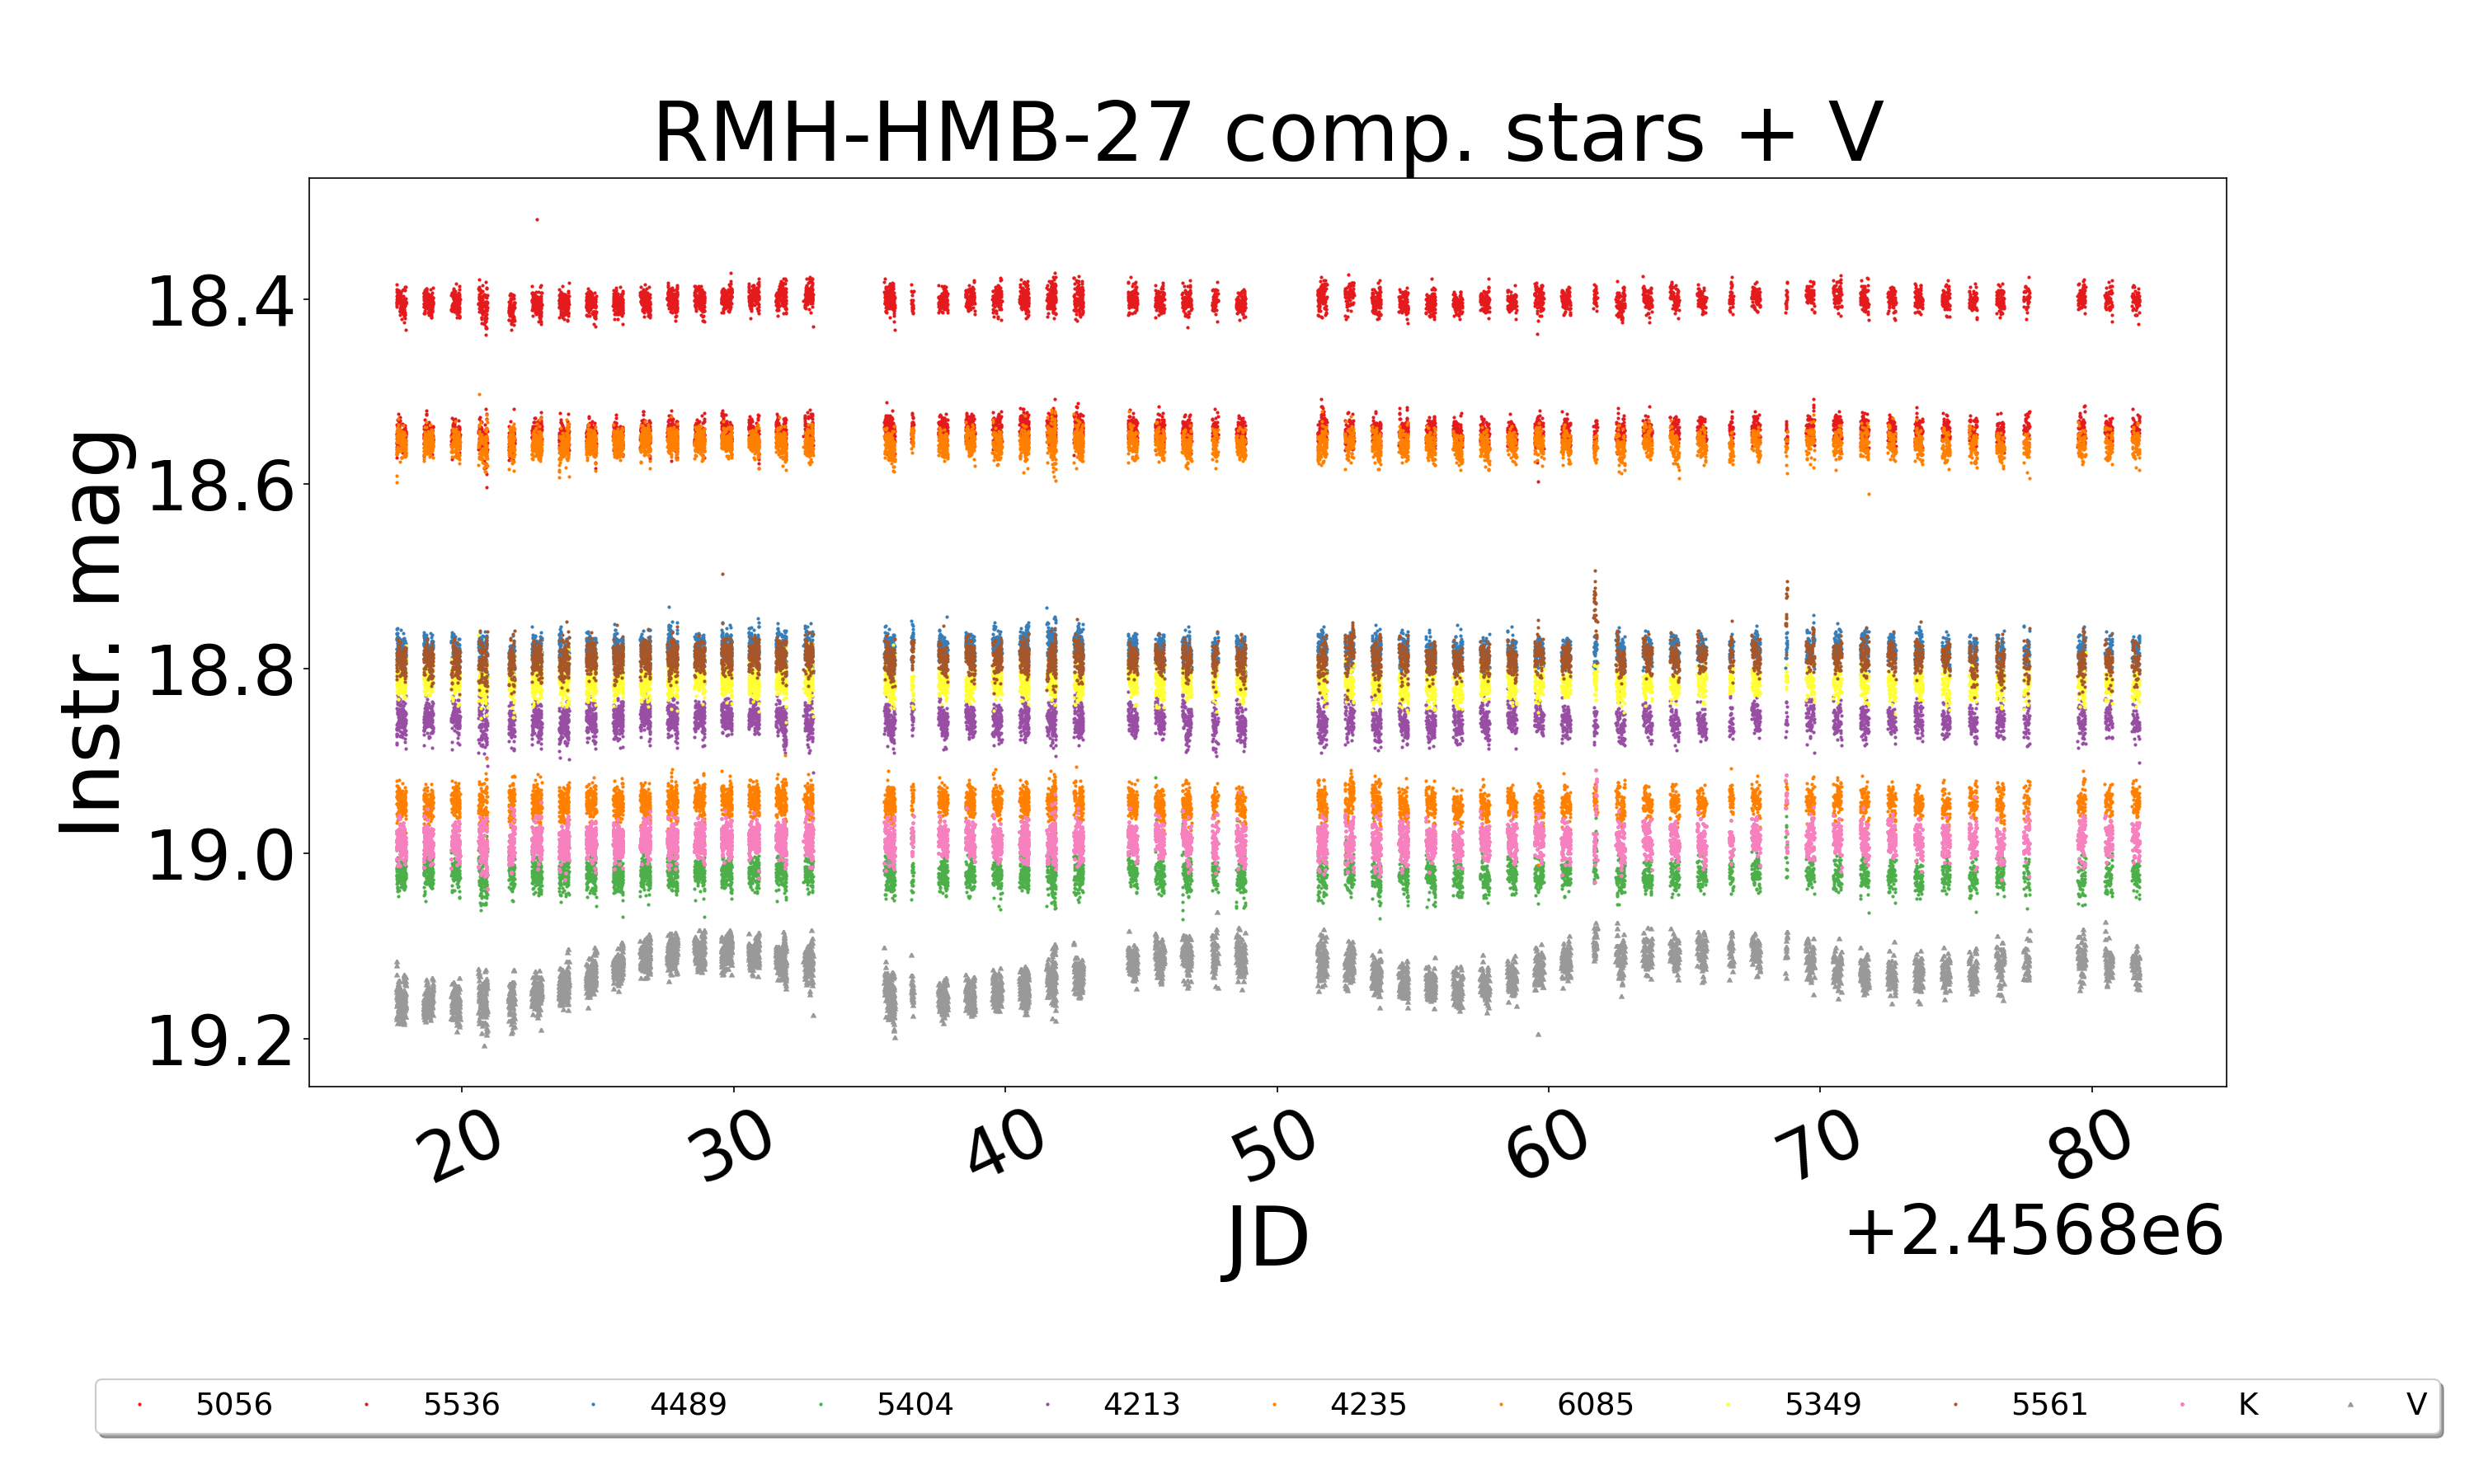 RMH-HMB-27 comp. stars + V
Instr. mag
18.4
18.6
18.8
19.0
19.2
20 30 40 50 60 70 80
JD
+2.4568e6
5056 5536 4489 5404 4213 4235 6085 5349 5561 K V